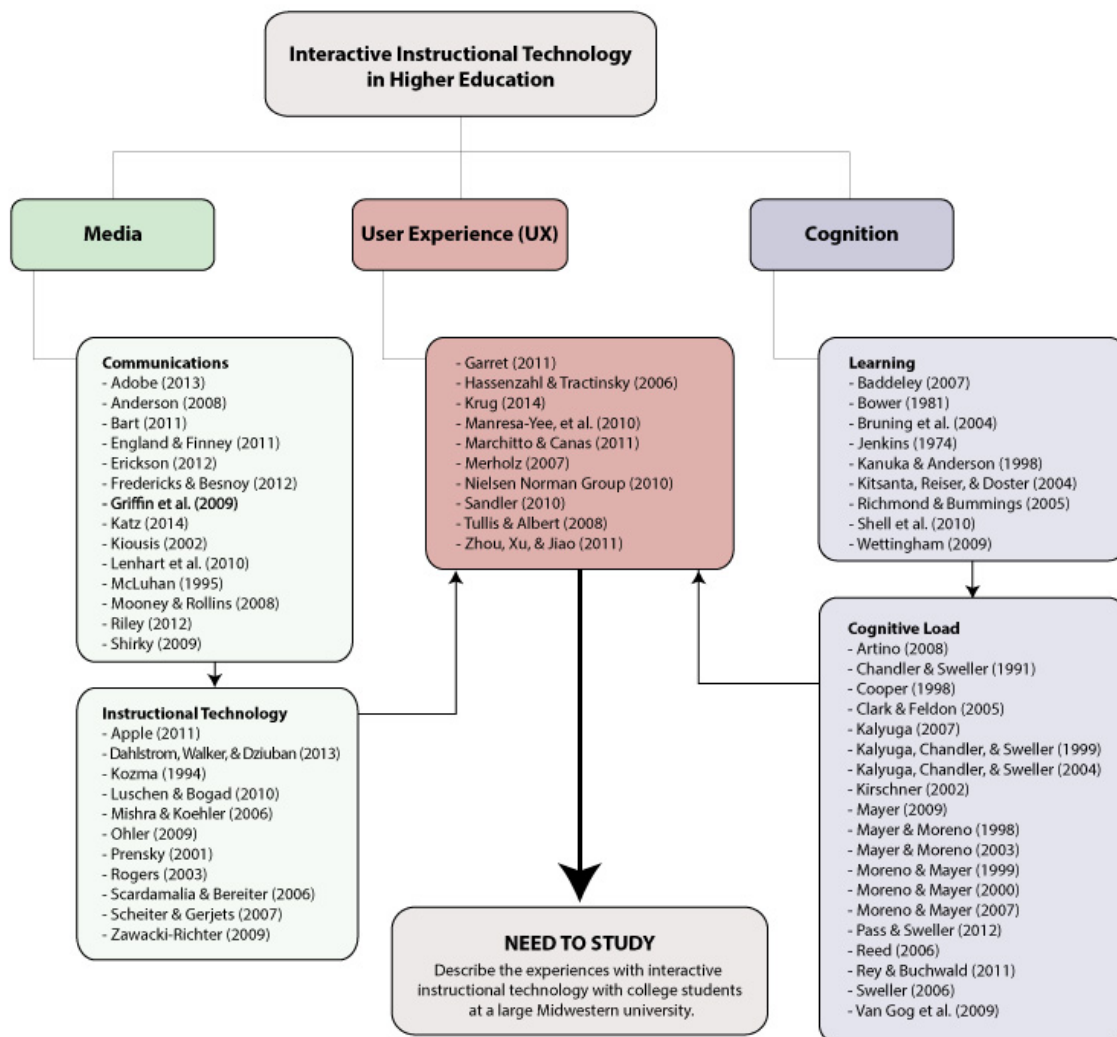 Interactive Instructional Technology
in Higher Education
Media
User Experience (UX)
Cognition
Communications
- Adobe (2013)
- Anderson (2008)
- Bart (2011)
- England & Finney (2011)
- Erickson (2012)
- Fredericks & Besnoy (2012)
- Griffin et al. (2009)
- Katz (2014)
- Kiousis (2002)
- Lenhart et al. (2010)
- McLuhan (1995)
- Mooney & Rollins (2008)
- Riley (2012)
- Shirky (2009)
Instructional Technology
- Apple (2011)
- Dahlstrom, Walker, & Dziuban (2013)
- Kozma (1994)
- Luschen & Bogad (2010)
- Mishra & Koehler (2006)
- Ohler (2009)
- Prensky (2001)
- Rogers (2003)
- Scardamalia & Bereiter (2006)
- Scheiter & Gerjets (2007)
- Zawacki-Richter (2009)
- Garret (2011)
- Hassenzahl & Tractinsky (2006)
- Krug (2014)
- Manresa-Yee, et al. (2010)
- Marchitto & Canas (2011)
- Merholz (2007)
- Nielsen Norman Group (2010)
- Sandler (2010)
- Tullis & Albert (2008)
- Zhou, Xu, & Jiao (2011)
Learning
- Baddeley (2007)
- Bower (1981)
- Bruning et al. (2004)
- Jenkins (1974)
- Kanuka & Anderson (1998)
- Kitsanta, Reiser, & Doster (2004)
- Richmond & Bummings (2005)
- Shell et al. (2010)
- Wettingham (2009)
Cognitive Load
- Artino (2008)
- Chandler & Sweller (1991)
- Cooper (1998)
- Clark & Feldon (2005)
- Kalyuga (2007)
- Kalyuga, Chandler, & Sweller (1999)
- Kalyuga, Chandler, & Sweller (2004)
- Kirschner (2002)
- Mayer (2009)
- Mayer & Moreno (1998)
- Mayer & Moreno (2003)
- Moreno & Mayer (1999)
- Moreno & Mayer (2000)
- Moreno & Mayer (2007)
- Pass & Sweller (2012)
- Reed (2006)
- Rey & Buchwald (2011)
- Sweller (2006)
- Van Gog et al. (2009)
NEED TO STUDY
Describe the experiences with interactive
instructional technology with college students
at a large Midwestern university.